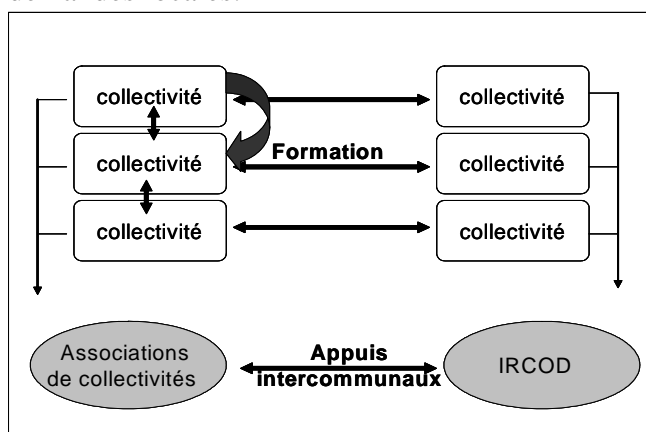 collectivité
collectivité
collectivité
Formation
collectivité
collectivité
collectivité
collectivité
Associations
de collectivités
Appuis
intercommunaux
IRCOD